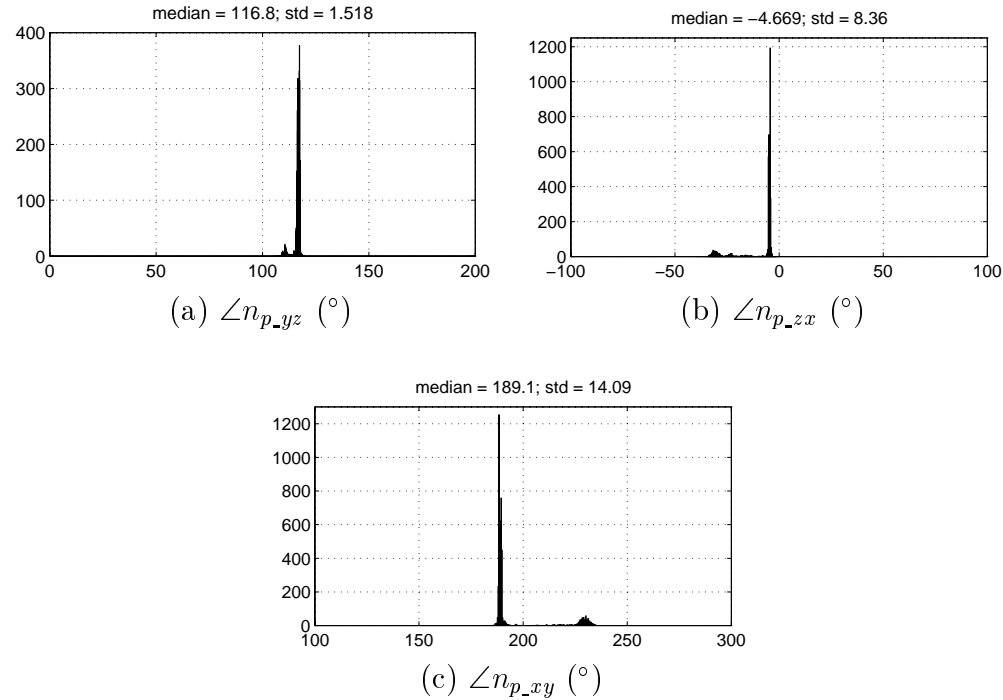 median = 116.8; std = 1.518
400
300
200
100
0
0 50 100 150 200
(a) ∠n_{p_yz} (°)
median = −4.669; std = 8.36
1200
1000
800
600
400
200
0
−100 −50 0 50 100
(b) ∠n_{p_zx} (°)
median = 189.1; std = 14.09
1200
1000
800
600
400
200
0
100 150 200 250 300
(c) ∠n_{p_xy} (°)